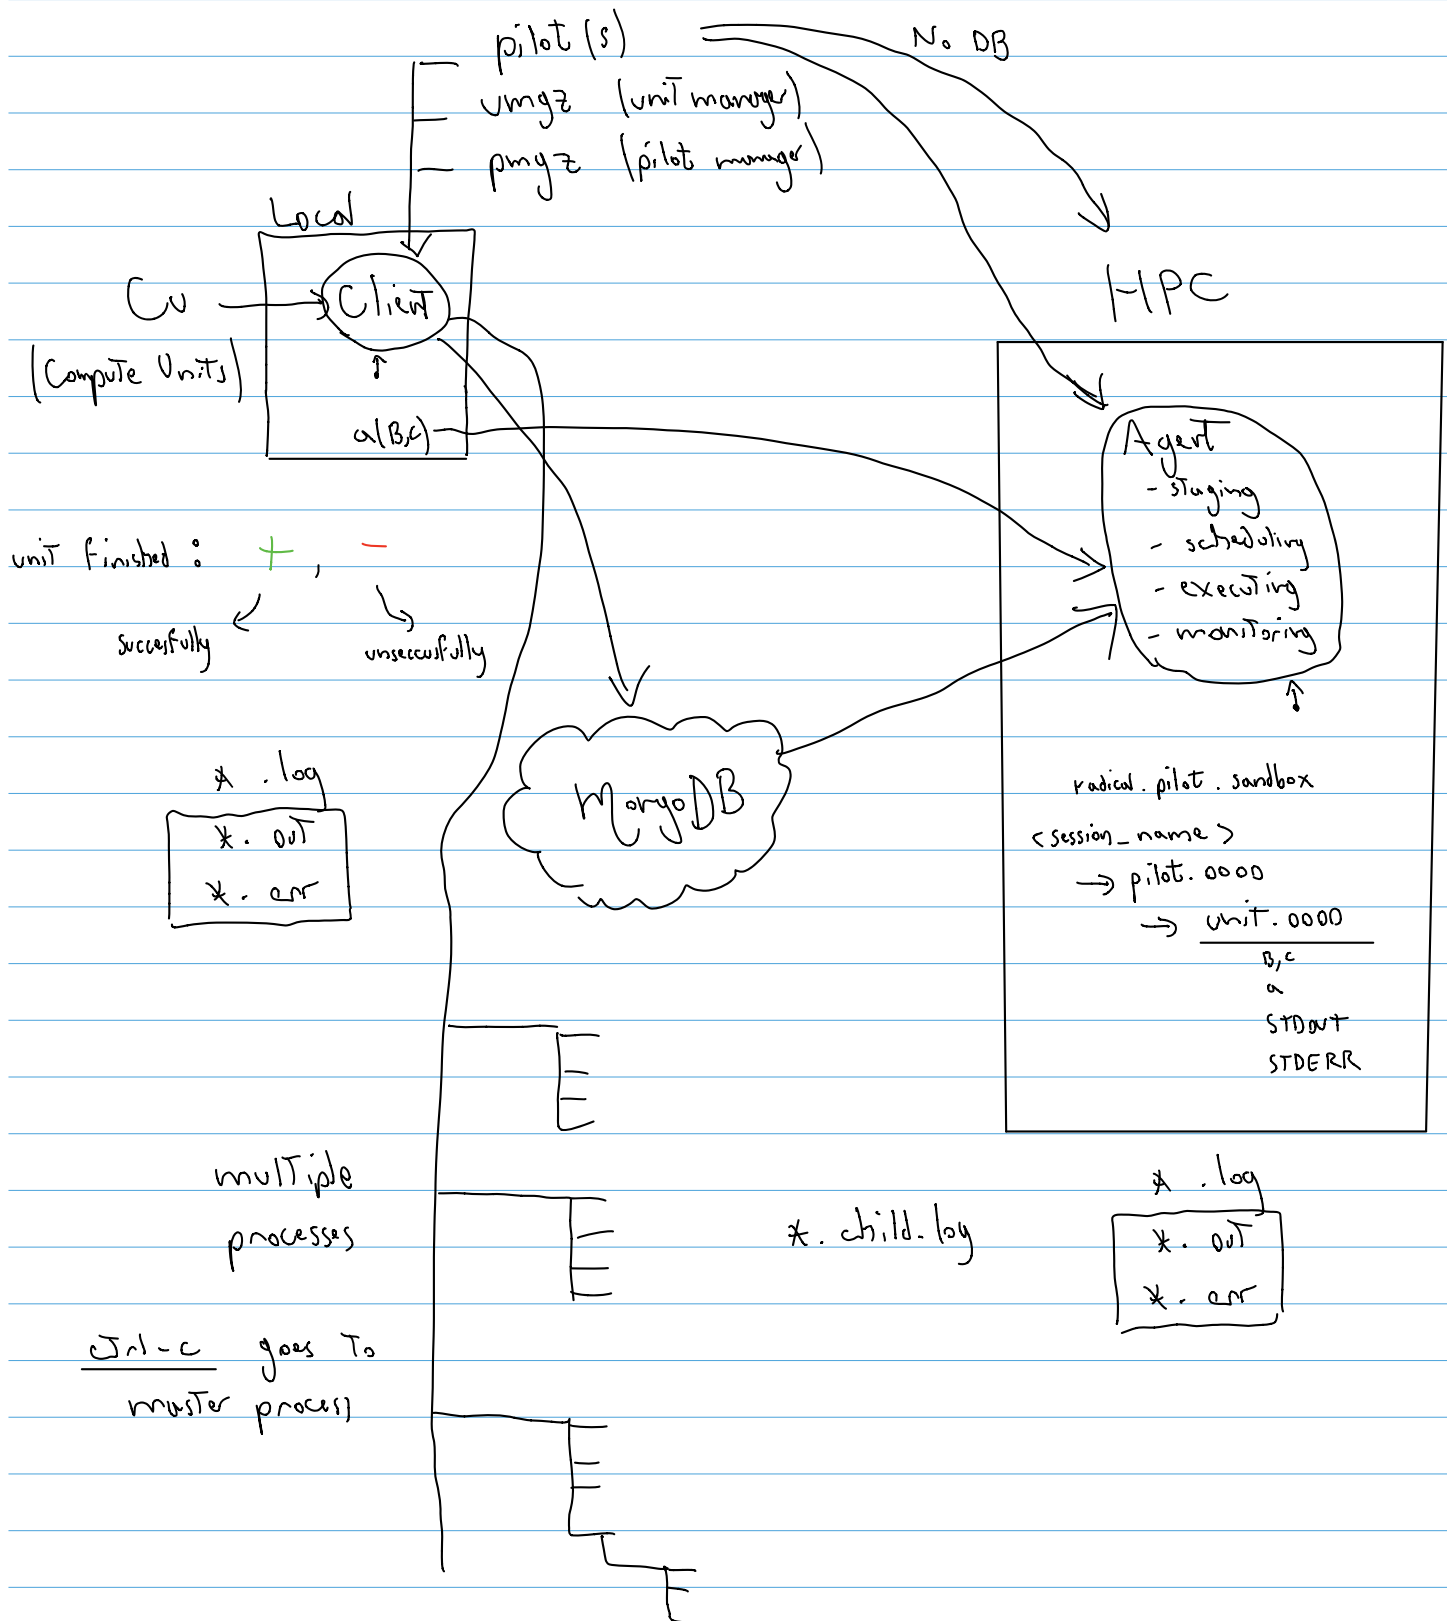 pilot(s)
No DB
umgz (unit manager)
pmgz (pilot manager)
Local
Cu
Client
HPC
(Compute Units)
a(B,c)
Agent
- staging
- scheduling
- executing
- monitoring
unit finished : + , -
succesfully
unseccusfully
MongoDB
* .log
*. out
*. err
radical.pilot.sandbox
<session_name>
→ pilot.0000
→ unit.0000
B,c
a
STDOUT
STDERR
multiple
processes
*.child.log
* .log
*. out
*. err
ctrl-c goes to
master process